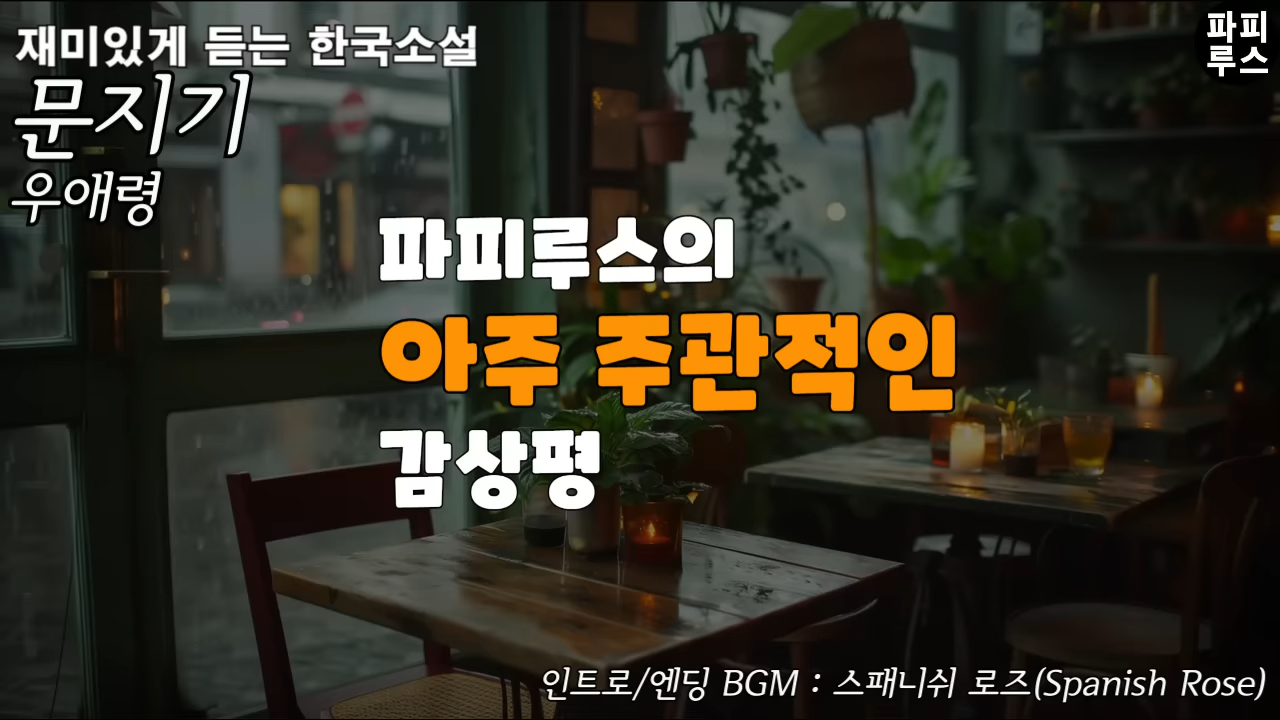 재미있게 듣는 한국소설
문지기
우애령
파피
루스
파피루스의
아주 주관적인
감상평
인트로/엔딩 BGM : 스패니쉬 로즈(Spanish Rose)